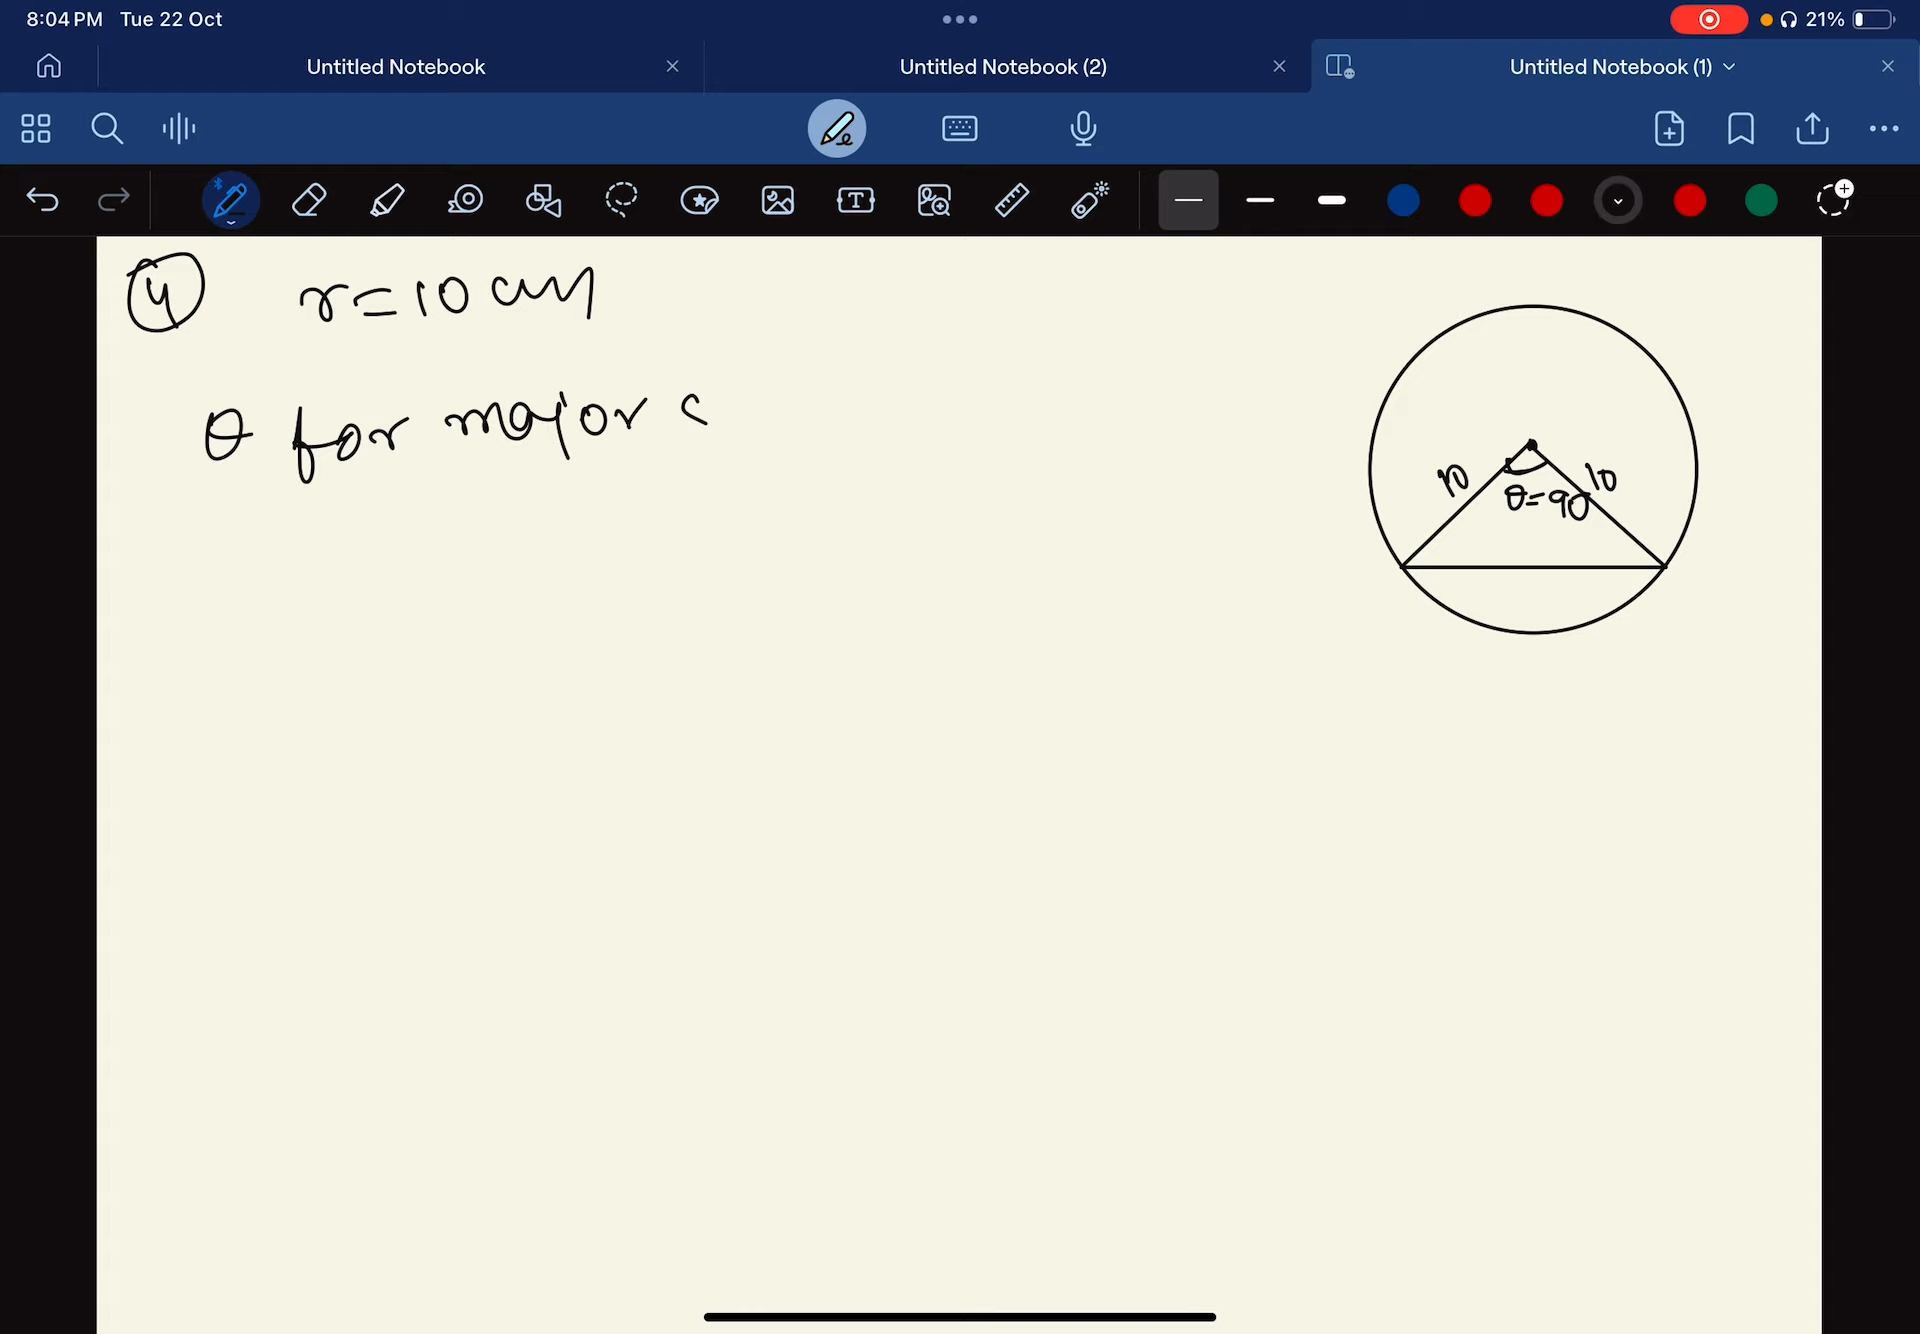 8:04 PM Tue 22 Oct
21%
Untitled Notebook
Untitled Notebook (2)
Untitled Notebook (1)
T
4 r=10 cm
θ for major s
10
10
θ=90